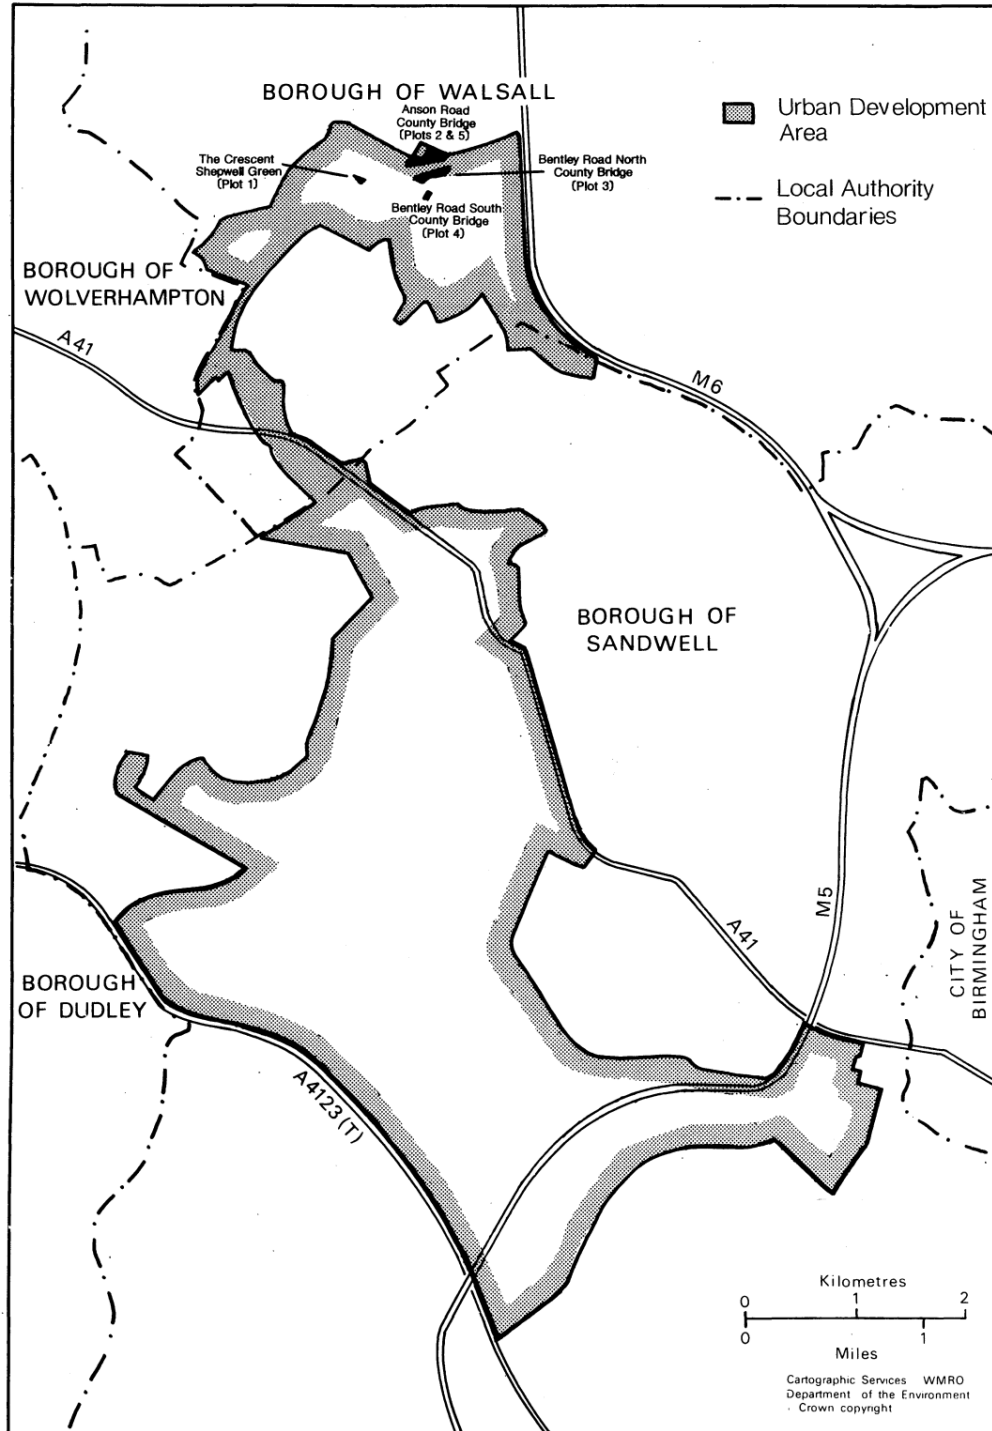 BOROUGH OF WALSALL
Anson Road
County Bridge
(Plots 2 & 5)
The Crescent
Shepwell Green
(Plot 1)
Bentley Road North
County Bridge
(Plot 3)
Bentley Road South
County Bridge
(Plot 4)
Urban Development
Area
Local Authority
Boundaries
BOROUGH OF
WOLVERHAMPTON
A41
M6
BOROUGH OF
SANDWELL
M5
A41
CITY OF
BIRMINGHAM
BOROUGH
OF DUDLEY
A4123(T)
Kilometres
0 1 2
0 1
Miles
Cartographic Services WMRO
Department of the Environment
Crown copyright